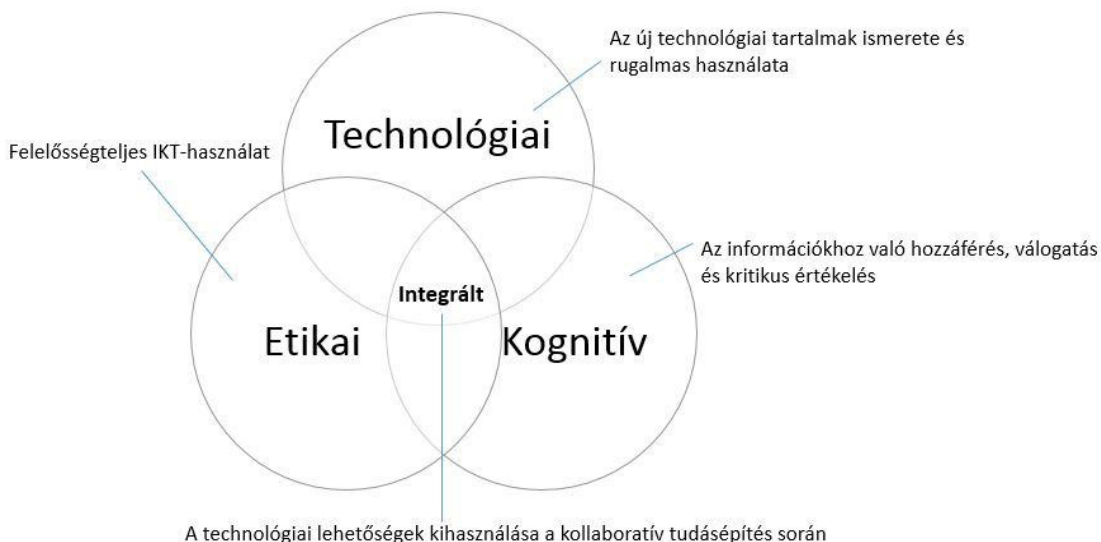 Az új technológiai tartalmak ismerete és
rugalmas használata
Technológiai
Felelősségteljes IKT-használat
Az információkhoz való hozzáférés, válogatás
és kritikus értékelés
Integrált
Etikai
Kognitív
A technológiai lehetőségek kihasználása a kollaboratív tudásépítés során